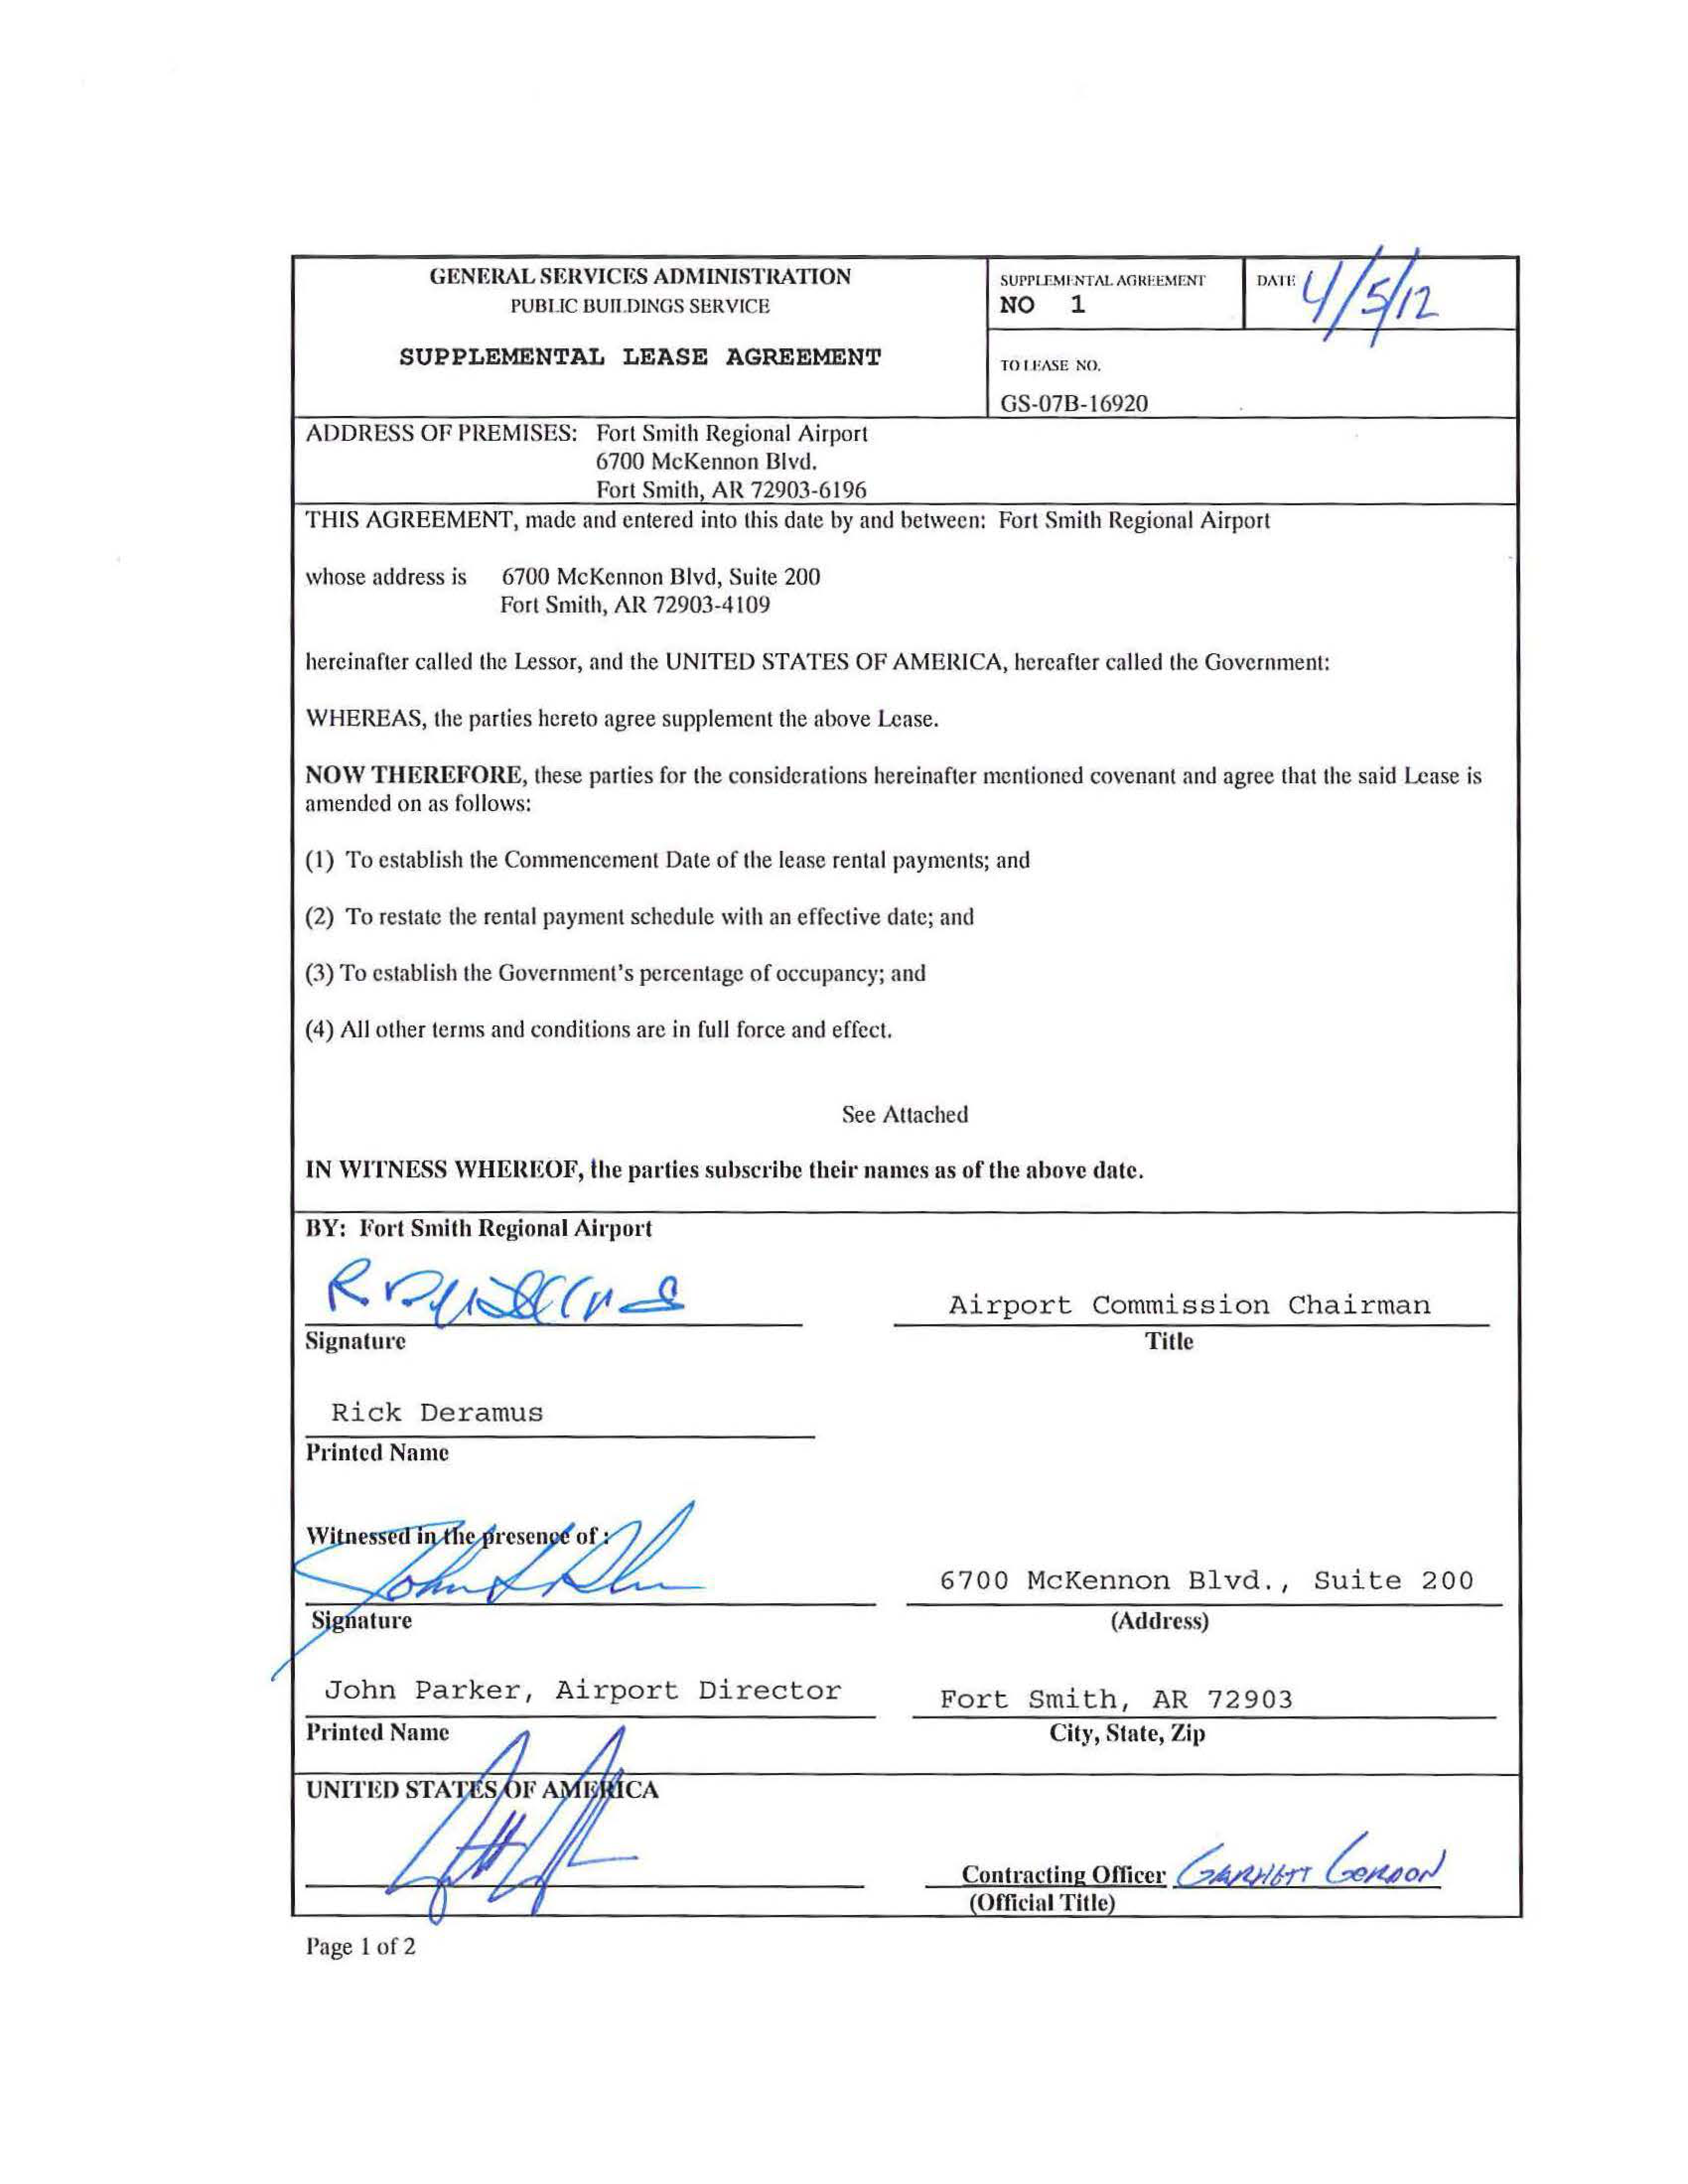 GENERAL SERVICES ADMINISTRATION
PUBLIC BUILDINGS SERVICE
SUPPLEMENTAL LEASE AGREEMENT
SUPPLEMENTAL AGREEMENT
NO 1
DATE 4/5/12
TO LEASE NO.
GS-07B-16920
ADDRESS OF PREMISES: Fort Smith Regional Airport
6700 McKennon Blvd.
Fort Smith, AR 72903-6196
THIS AGREEMENT, made and entered into this date by and between: Fort Smith Regional Airport
whose address is 6700 McKennon Blvd, Suite 200
Fort Smith, AR 72903-4109
hereinafter called the Lessor, and the UNITED STATES OF AMERICA, hereafter called the Government:
WHEREAS, the parties hereto agree supplement the above Lease.
NOW THEREFORE, these parties for the considerations hereinafter mentioned covenant and agree that the said Lease is
amended on as follows:
(1) To establish the Commencement Date of the lease rental payments; and
(2) To restate the rental payment schedule with an effective date; and
(3) To establish the Government's percentage of occupancy; and
(4) All other terms and conditions are in full force and effect.
See Attached
IN WITNESS WHEREOF, the parties subscribe their names as of the above date.
BY: Fort Smith Regional Airport
Airport Commission Chairman
Signature Title
Rick Deramus
Printed Name
Witnessed in the presence of :
6700 McKennon Blvd., Suite 200
Signature (Address)
John Parker, Airport Director Fort Smith, AR 72903
Printed Name City, State, Zip
UNITED STATES OF AMERICA
Contracting Officer Garnett Gordon
(Official Title)
Page 1 of 2